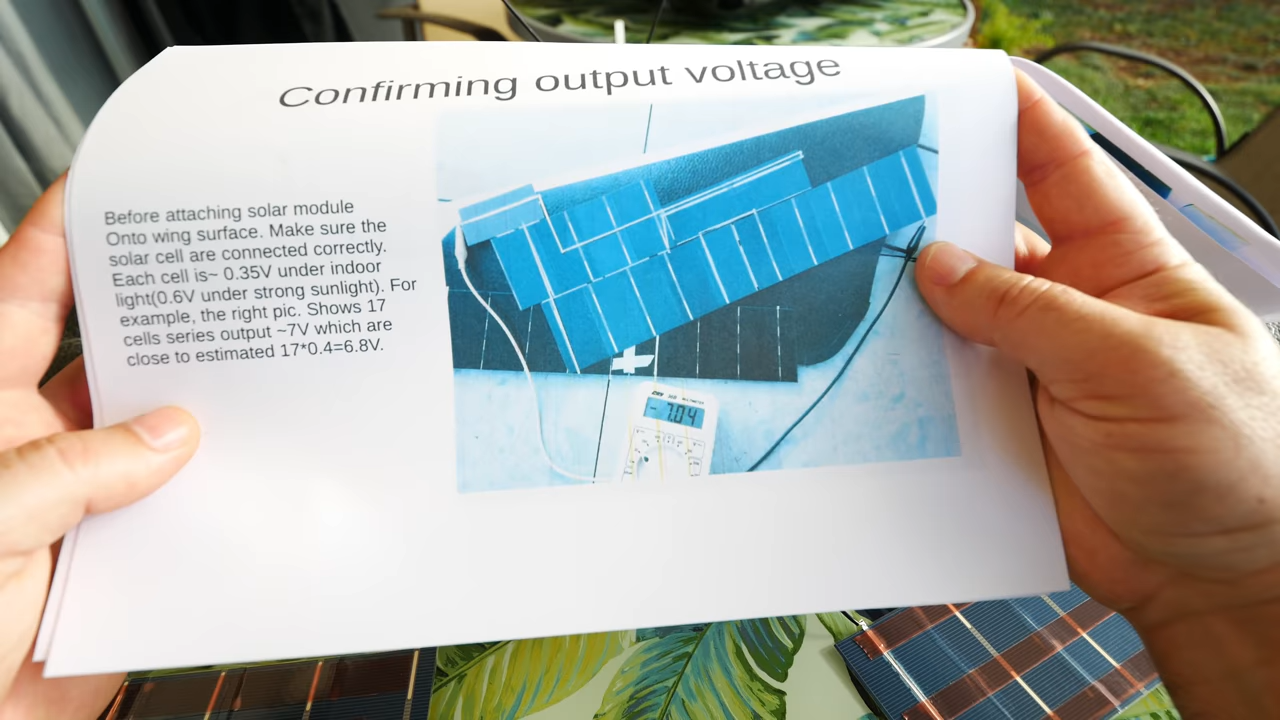 Confirming output voltage
Before attaching solar module
Onto wing surface. Make sure the
solar cell are connected correctly.
Each cell is~ 0.35V under indoor
light(0.6V under strong sunlight). For
example, the right pic. Shows 17
cells series output ~7V which are
close to estimated 17*0.4=6.8V.
- 7.04